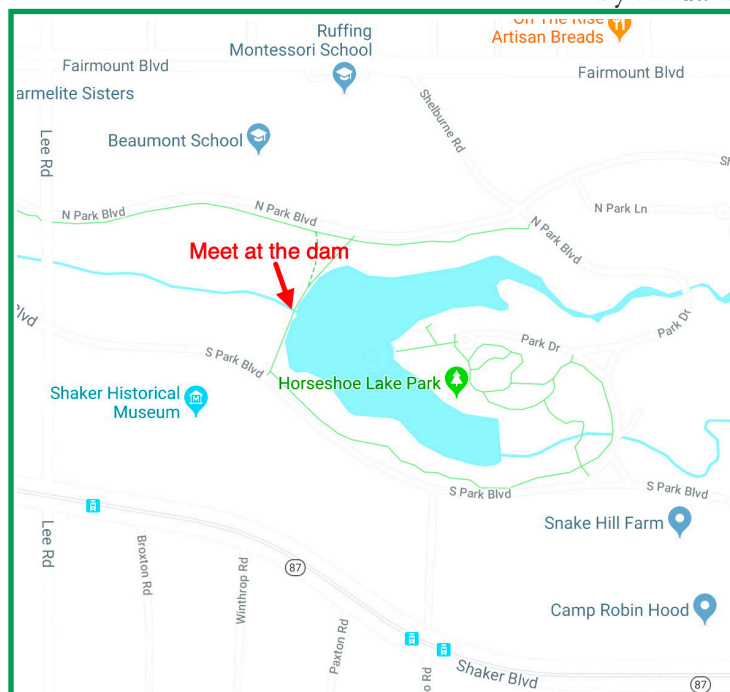 Ruffing
Montessori School
On The Rise
Artisan Breads
Fairmount Blvd
Fairmount Blvd
armelite Sisters
Shelburne Rd
Lee Rd
Beaumont School
N Park Blvd
N Park Blvd
N Park Ln
N Park Blvd
Meet at the dam
Blvd
S Park Blvd
Park Dr
Park Dr
Horseshoe Lake Park
Shaker Historical
Museum
S Park Blvd
S Park Blvd
Snake Hill Farm
Lee Rd
Broxton Rd
Winthrop Rd
87
Camp Robin Hood
Paxton Rd
o Rd
Shaker Blvd
87